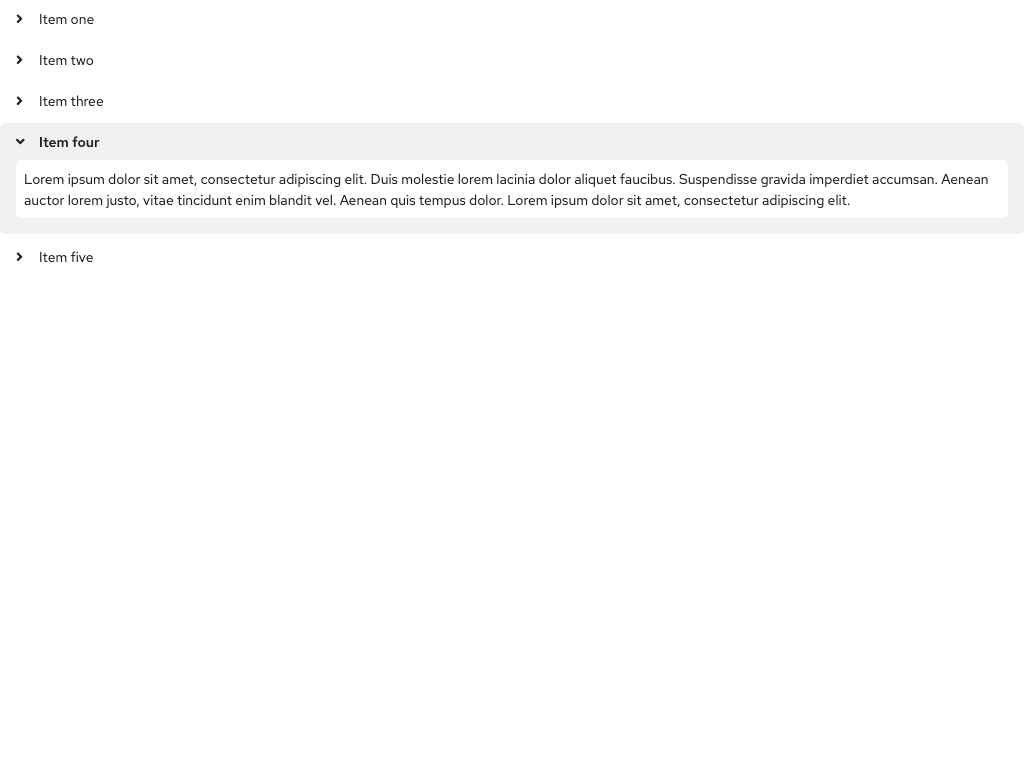 Item one
Item two
Item three
Item four
Lorem ipsum dolor sit amet, consectetur adipiscing elit. Duis molestie lorem lacinia dolor aliquet faucibus. Suspendisse gravida imperdiet accumsan. Aenean
auctor lorem justo, vitae tincidunt enim blandit vel. Aenean quis tempus dolor. Lorem ipsum dolor sit amet, consectetur adipiscing elit.
Item five